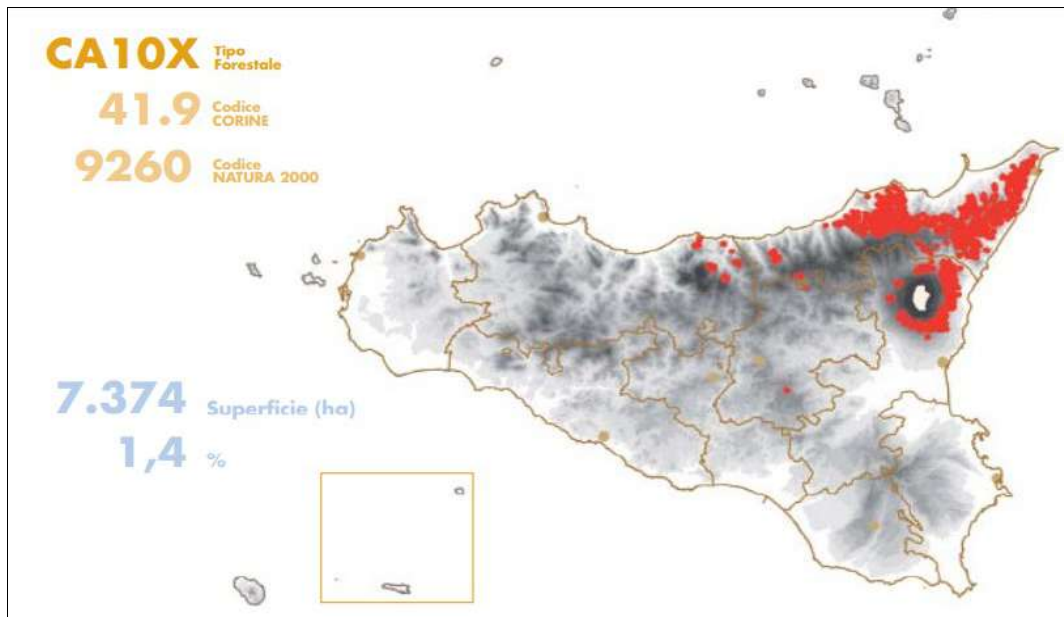 CA10X Tipo Forestale
41.9 Codice CORINE
9260 Codice NATURA 2000
7.374 Superficie (ha)
1,4 %